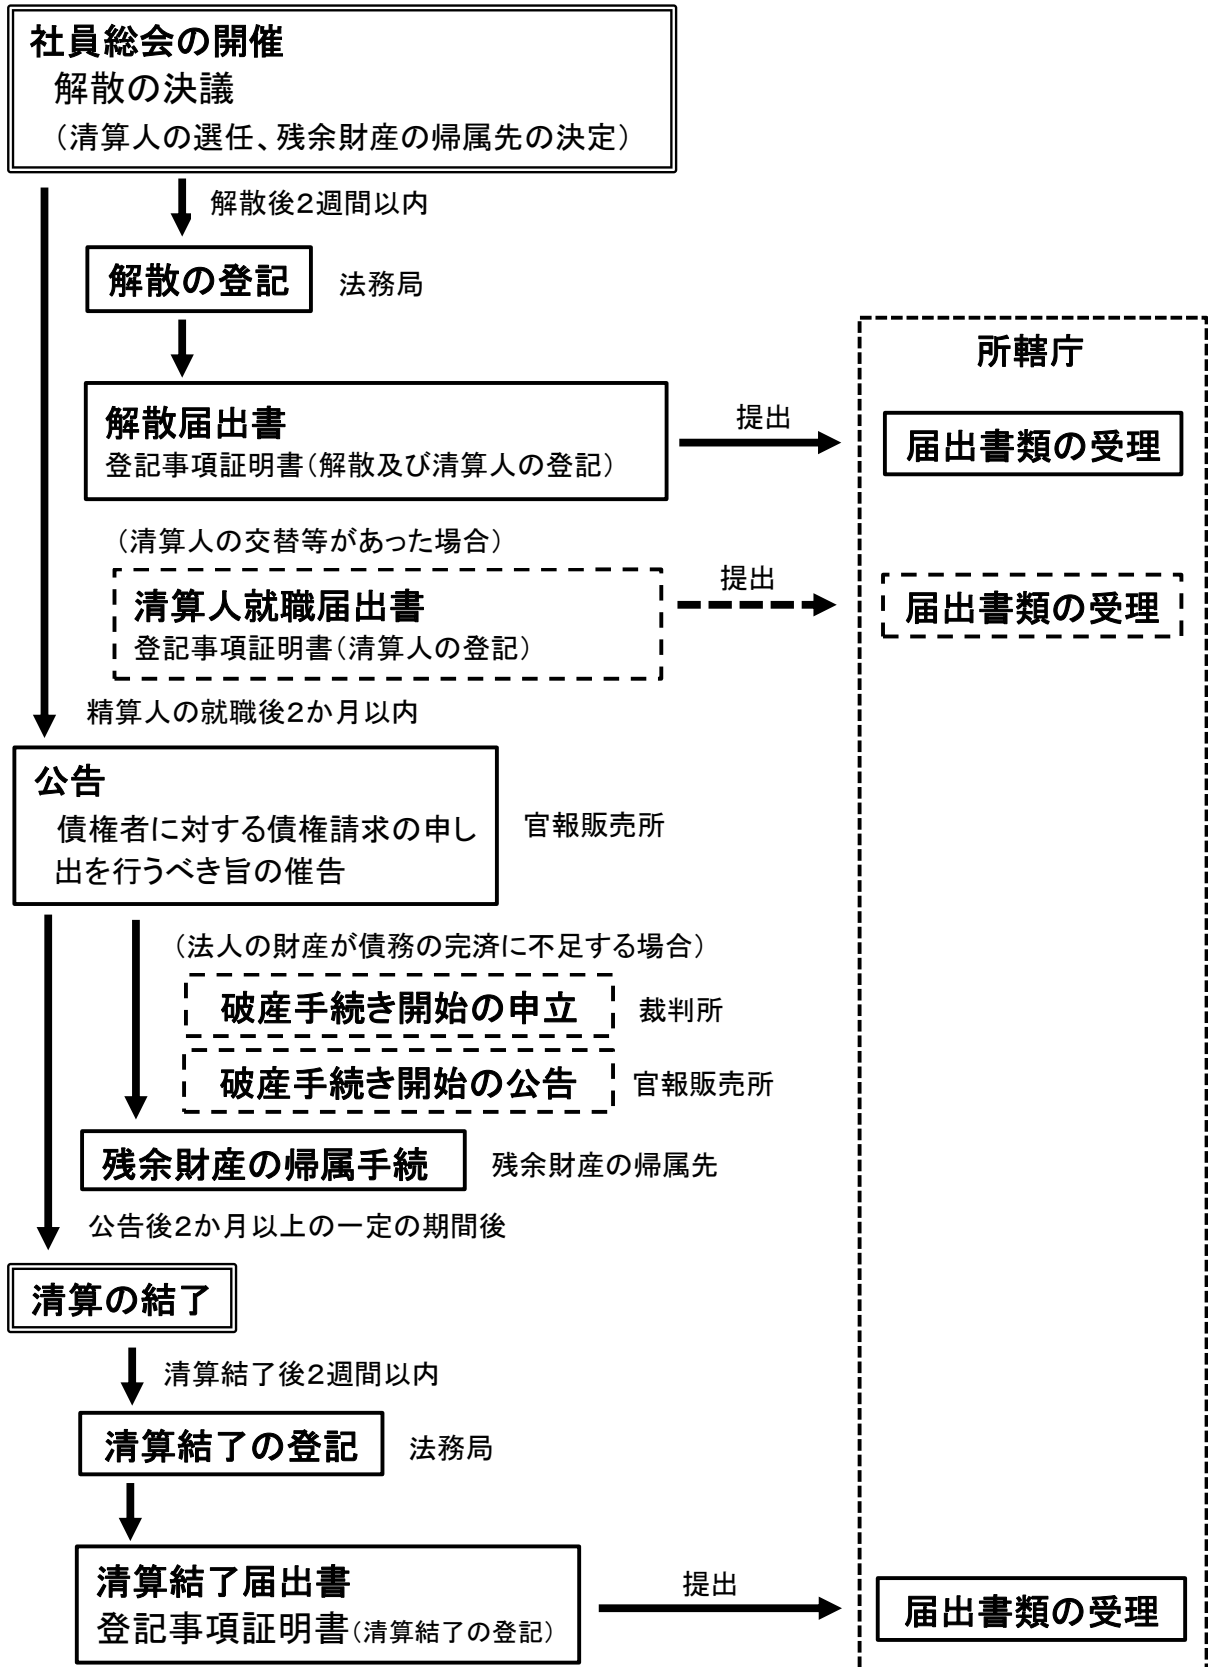 社員総会の開催
解散の決議
（清算人の選任、残余財産の帰属先の決定）
解散後２週間以内
解散の登記
法務局
所轄庁
解散届出書
登記事項証明書（解散及び清算人の登記）
提出
届出書類の受理
（清算人の交替等があった場合）
清算人就職届出書
登記事項証明書（清算人の登記）
提出
届出書類の受理
精算人の就職後２か月以内
公告
債権者に対する債権請求の申し
出を行うべき旨の催告
官報販売所
（法人の財産が債務の完済に不足する場合）
破産手続き開始の申立
裁判所
破産手続き開始の公告
官報販売所
残余財産の帰属手続
残余財産の帰属先
公告後２か月以上の一定の期間後
清算の結了
清算結了後２週間以内
清算結了の登記
法務局
清算結了届出書
登記事項証明書（清算結了の登記）
提出
届出書類の受理